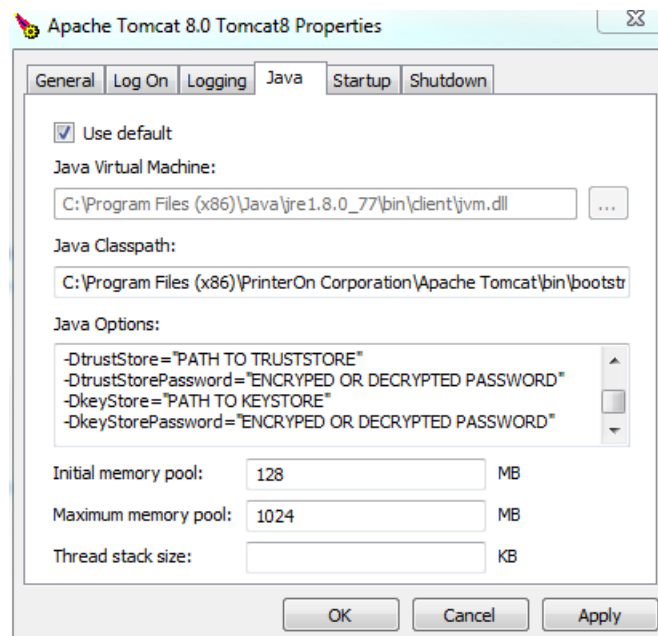 Apache Tomcat 8.0 Tomcat8 Properties
General Log On Logging Java Startup Shutdown
Use default
Java Virtual Machine:
C:\Program Files (x86)\Java\jre1.8.0_77\bin\client\jvm.dll ...
Java Classpath:
C:\Program Files (x86)\PrinterOn Corporation\Apache Tomcat\bin\bootstr
Java Options:
-DtrustStore="PATH TO TRUSTSTORE"
-DtrustStorePassword="ENCRYPED OR DECRYPTED PASSWORD"
-DkeyStore="PATH TO KEYSTORE"
-DkeyStorePassword="ENCRYPED OR DECRYPTED PASSWORD"
Initial memory pool: 128 MB
Maximum memory pool: 1024 MB
Thread stack size: KB
OK Cancel Apply